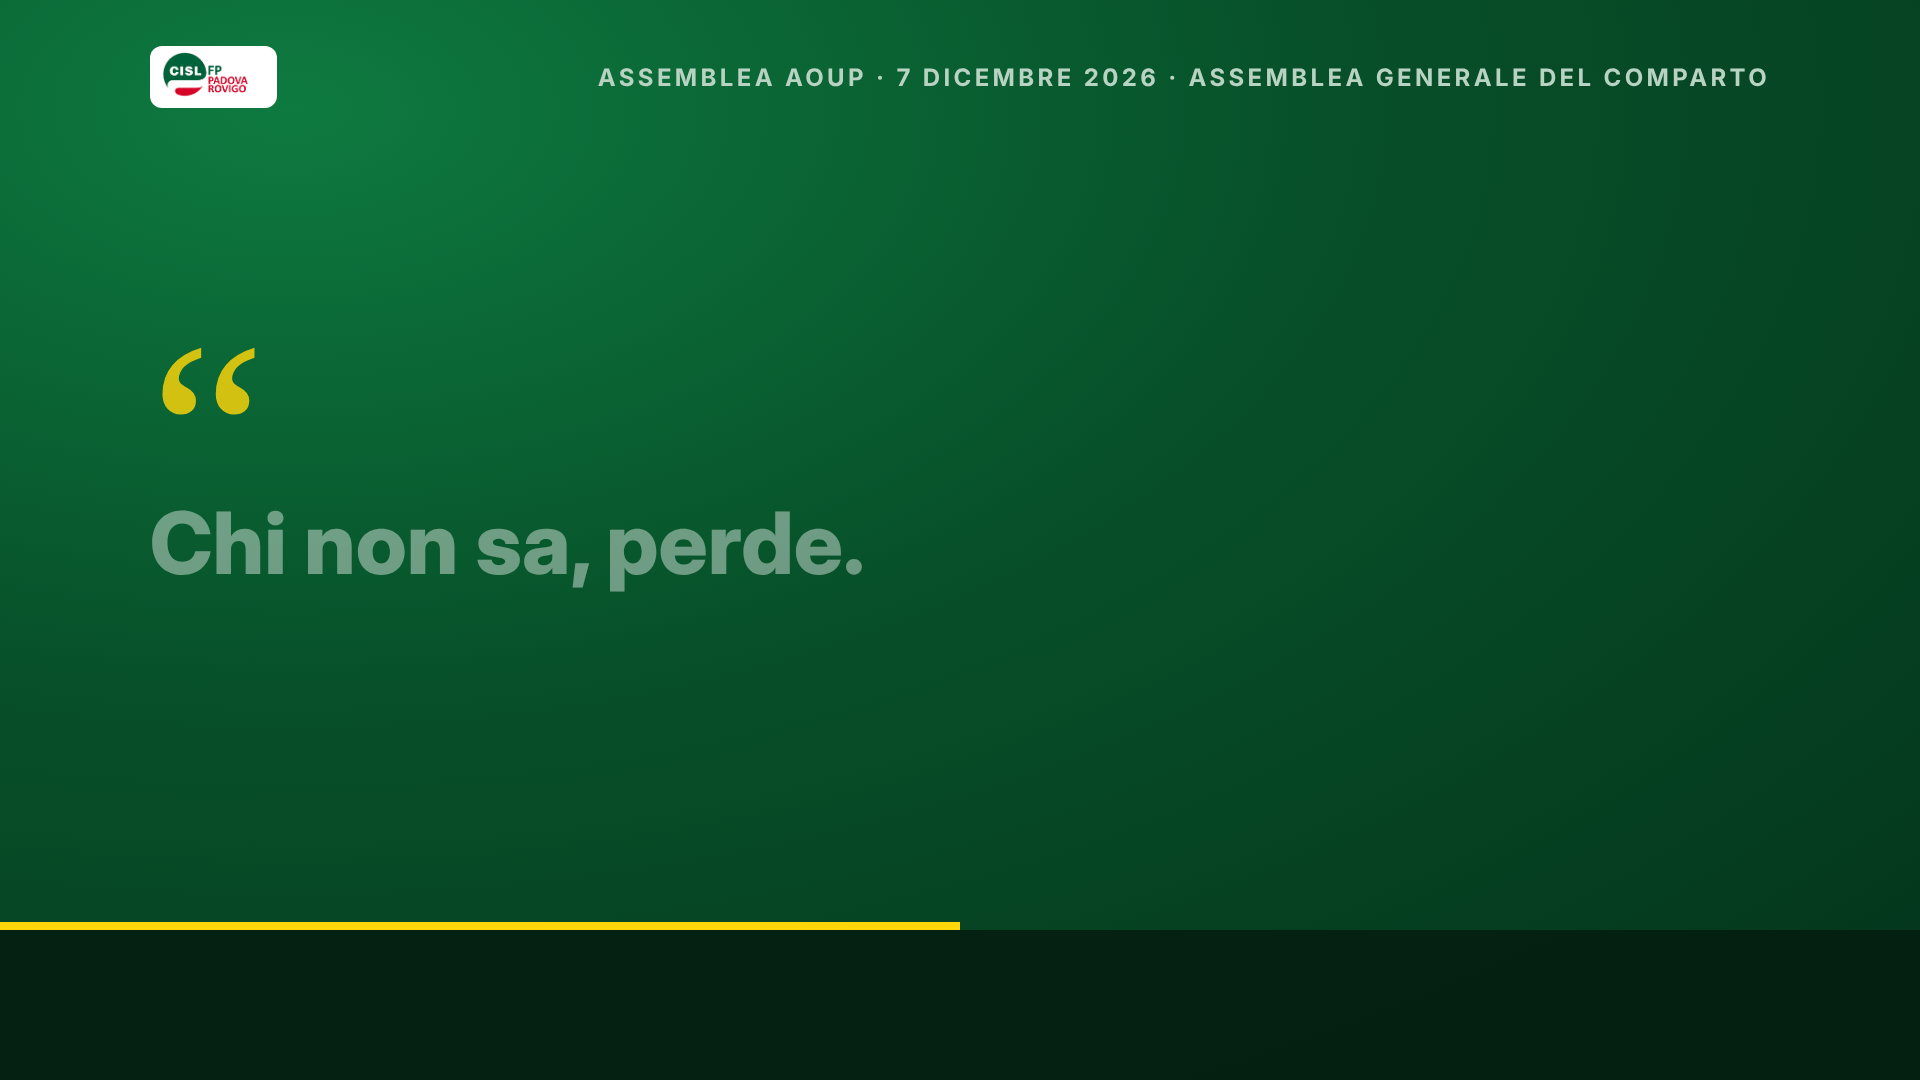 CISL FP
PADOVA
ROVIGO
ASSEMBLEA AOUP · 7 DICEMBRE 2026 · ASSEMBLEA GENERALE DEL COMPARTO
“
Chi non sa, perde.